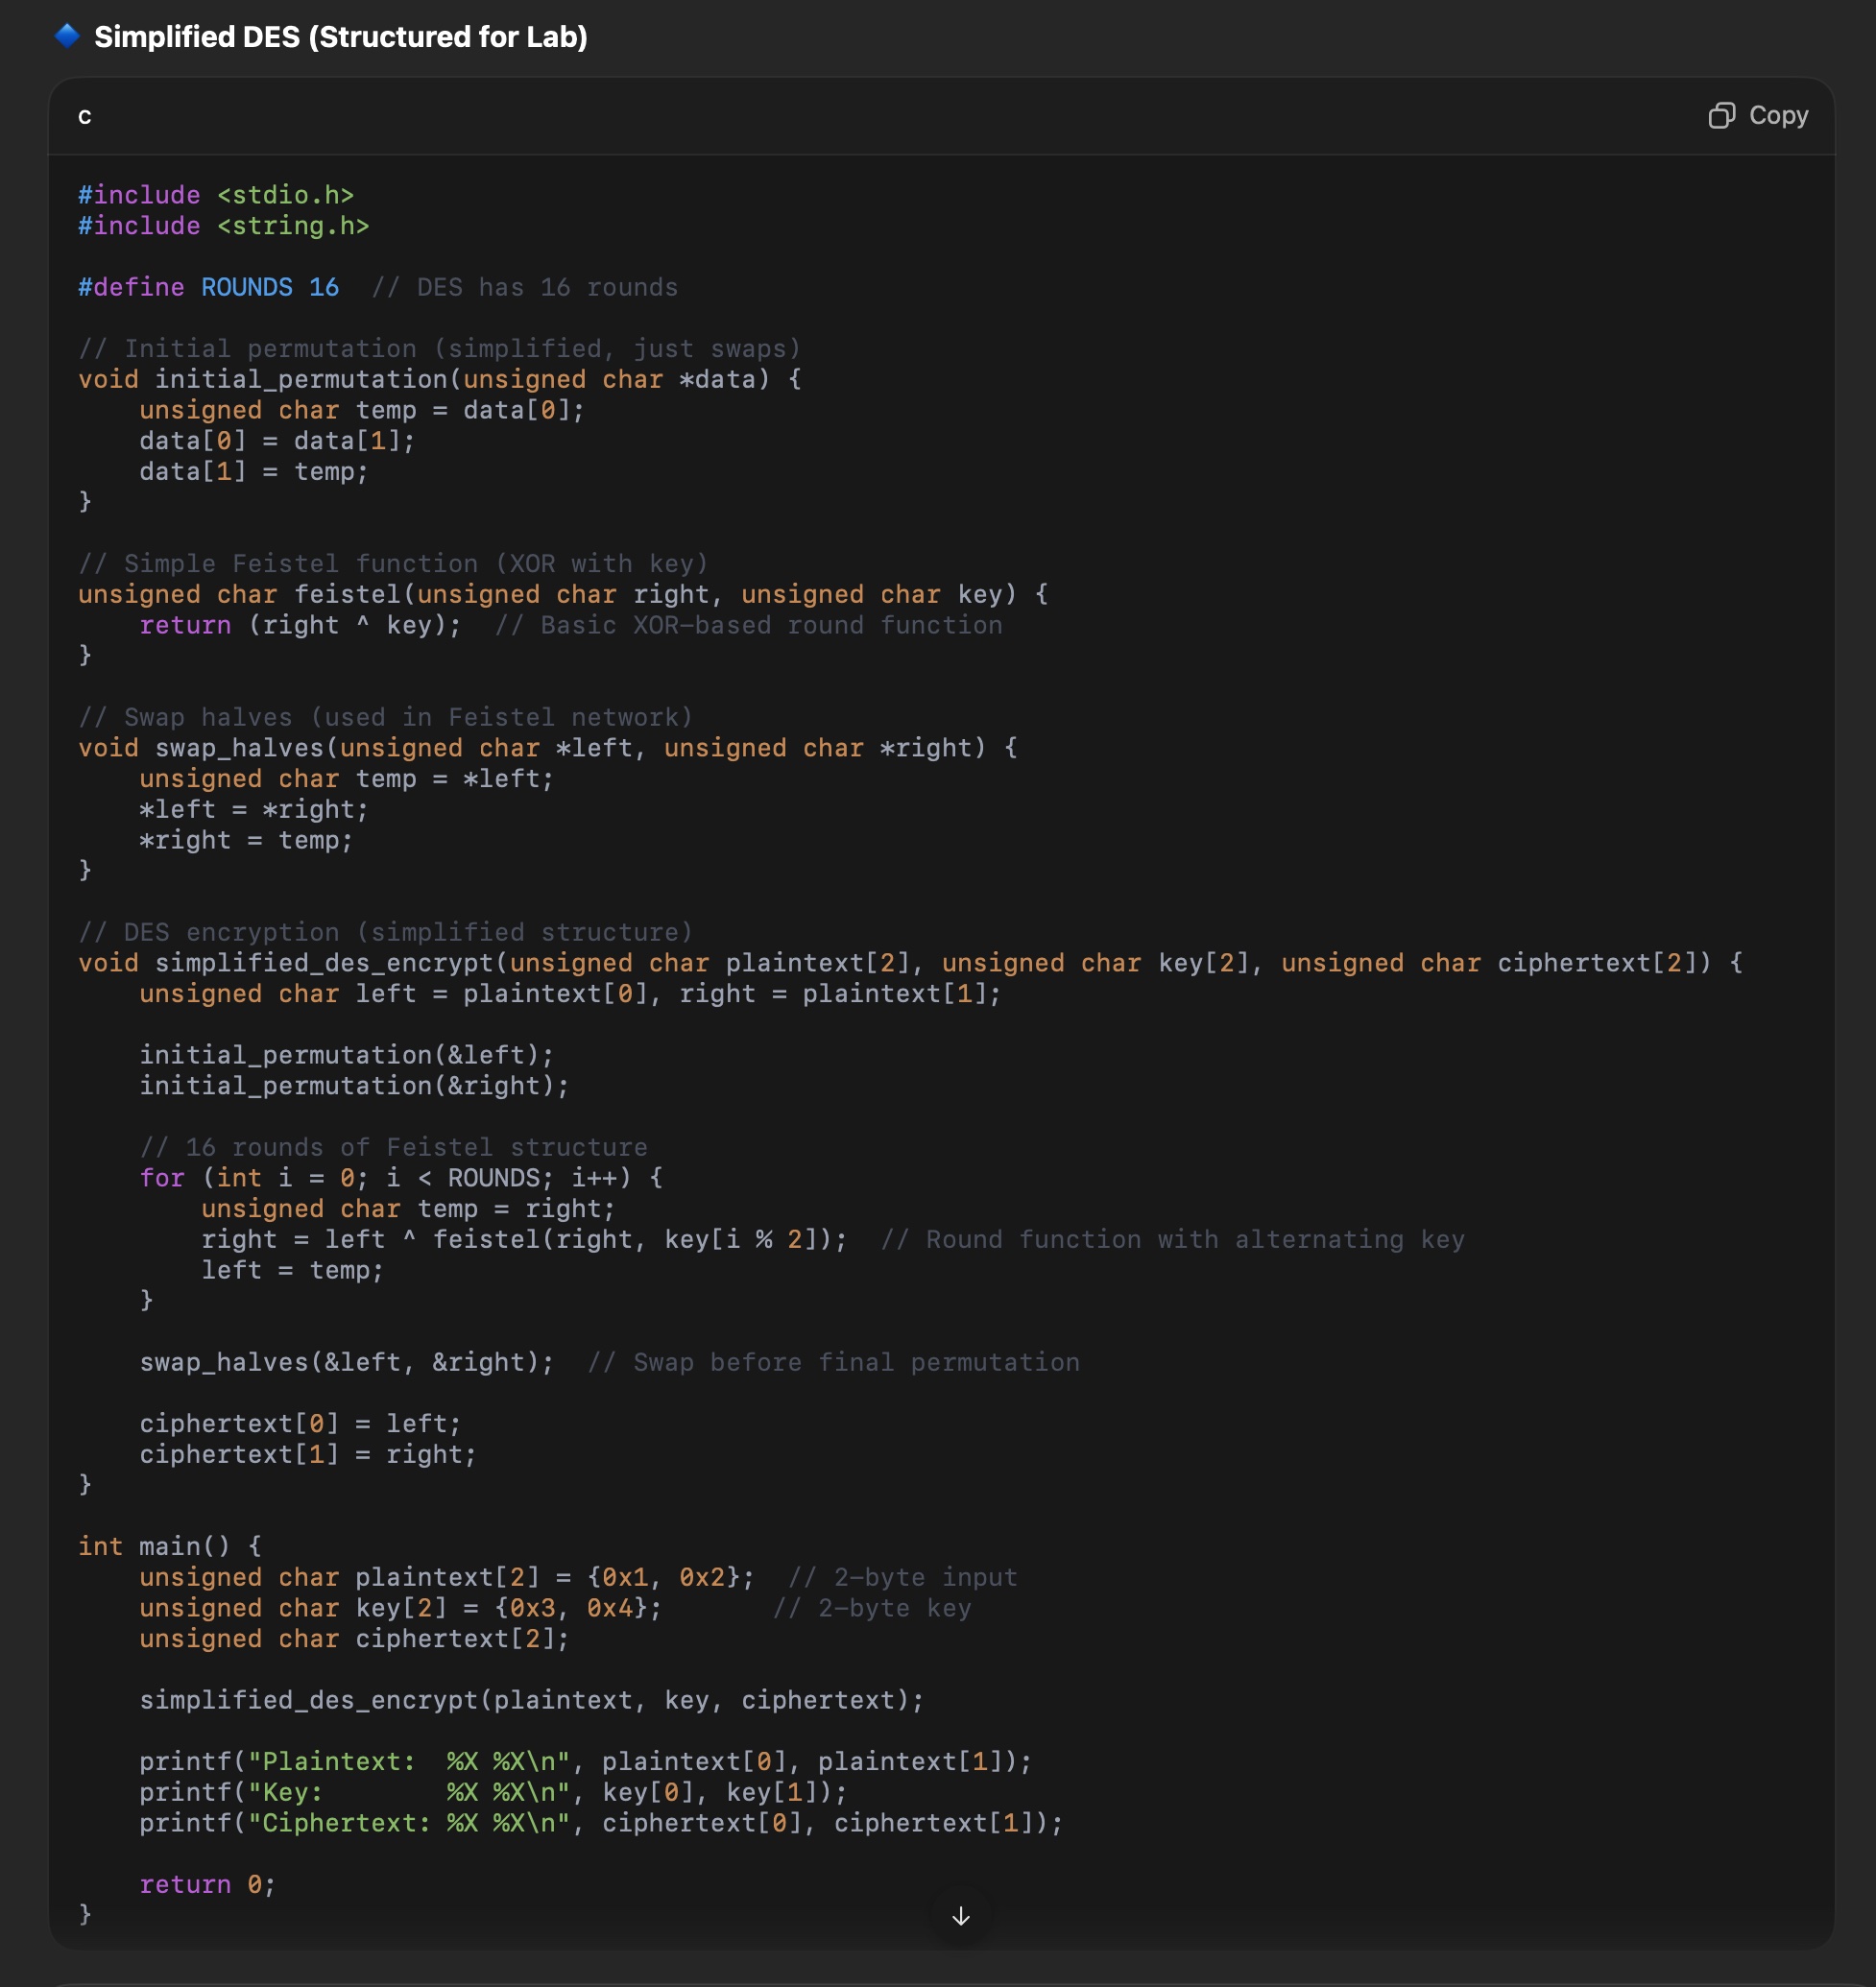 Simplified DES (Structured for Lab)
c
Copy
#include <stdio.h>
#include <string.h>
#define ROUNDS 16  // DES has 16 rounds
// Initial permutation (simplified, just swaps)
void initial_permutation(unsigned char *data) {
    unsigned char temp = data[0];
    data[0] = data[1];
    data[1] = temp;
}
// Simple Feistel function (XOR with key)
unsigned char feistel(unsigned char right, unsigned char key) {
    return (right ^ key);  // Basic XOR-based round function
}
// Swap halves (used in Feistel network)
void swap_halves(unsigned char *left, unsigned char *right) {
    unsigned char temp = *left;
    *left = *right;
    *right = temp;
}
// DES encryption (simplified structure)
void simplified_des_encrypt(unsigned char plaintext[2], unsigned char key[2], unsigned char ciphertext[2]) {
    unsigned char left = plaintext[0], right = plaintext[1];
    initial_permutation(&left);
    initial_permutation(&right);
    // 16 rounds of Feistel structure
    for (int i = 0; i < ROUNDS; i++) {
        unsigned char temp = right;
        right = left ^ feistel(right, key[i % 2]);  // Round function with alternating key
        left = temp;
    }
    swap_halves(&left, &right);  // Swap before final permutation
    ciphertext[0] = left;
    ciphertext[1] = right;
}
int main() {
    unsigned char plaintext[2] = {0x1, 0x2};  // 2-byte input
    unsigned char key[2] = {0x3, 0x4};       // 2-byte key
    unsigned char ciphertext[2];
    simplified_des_encrypt(plaintext, key, ciphertext);
    printf("Plaintext:  %X %X\n", plaintext[0], plaintext[1]);
    printf("Key:        %X %X\n", key[0], key[1]);
    printf("Ciphertext: %X %X\n", ciphertext[0], ciphertext[1]);
    return 0;
}